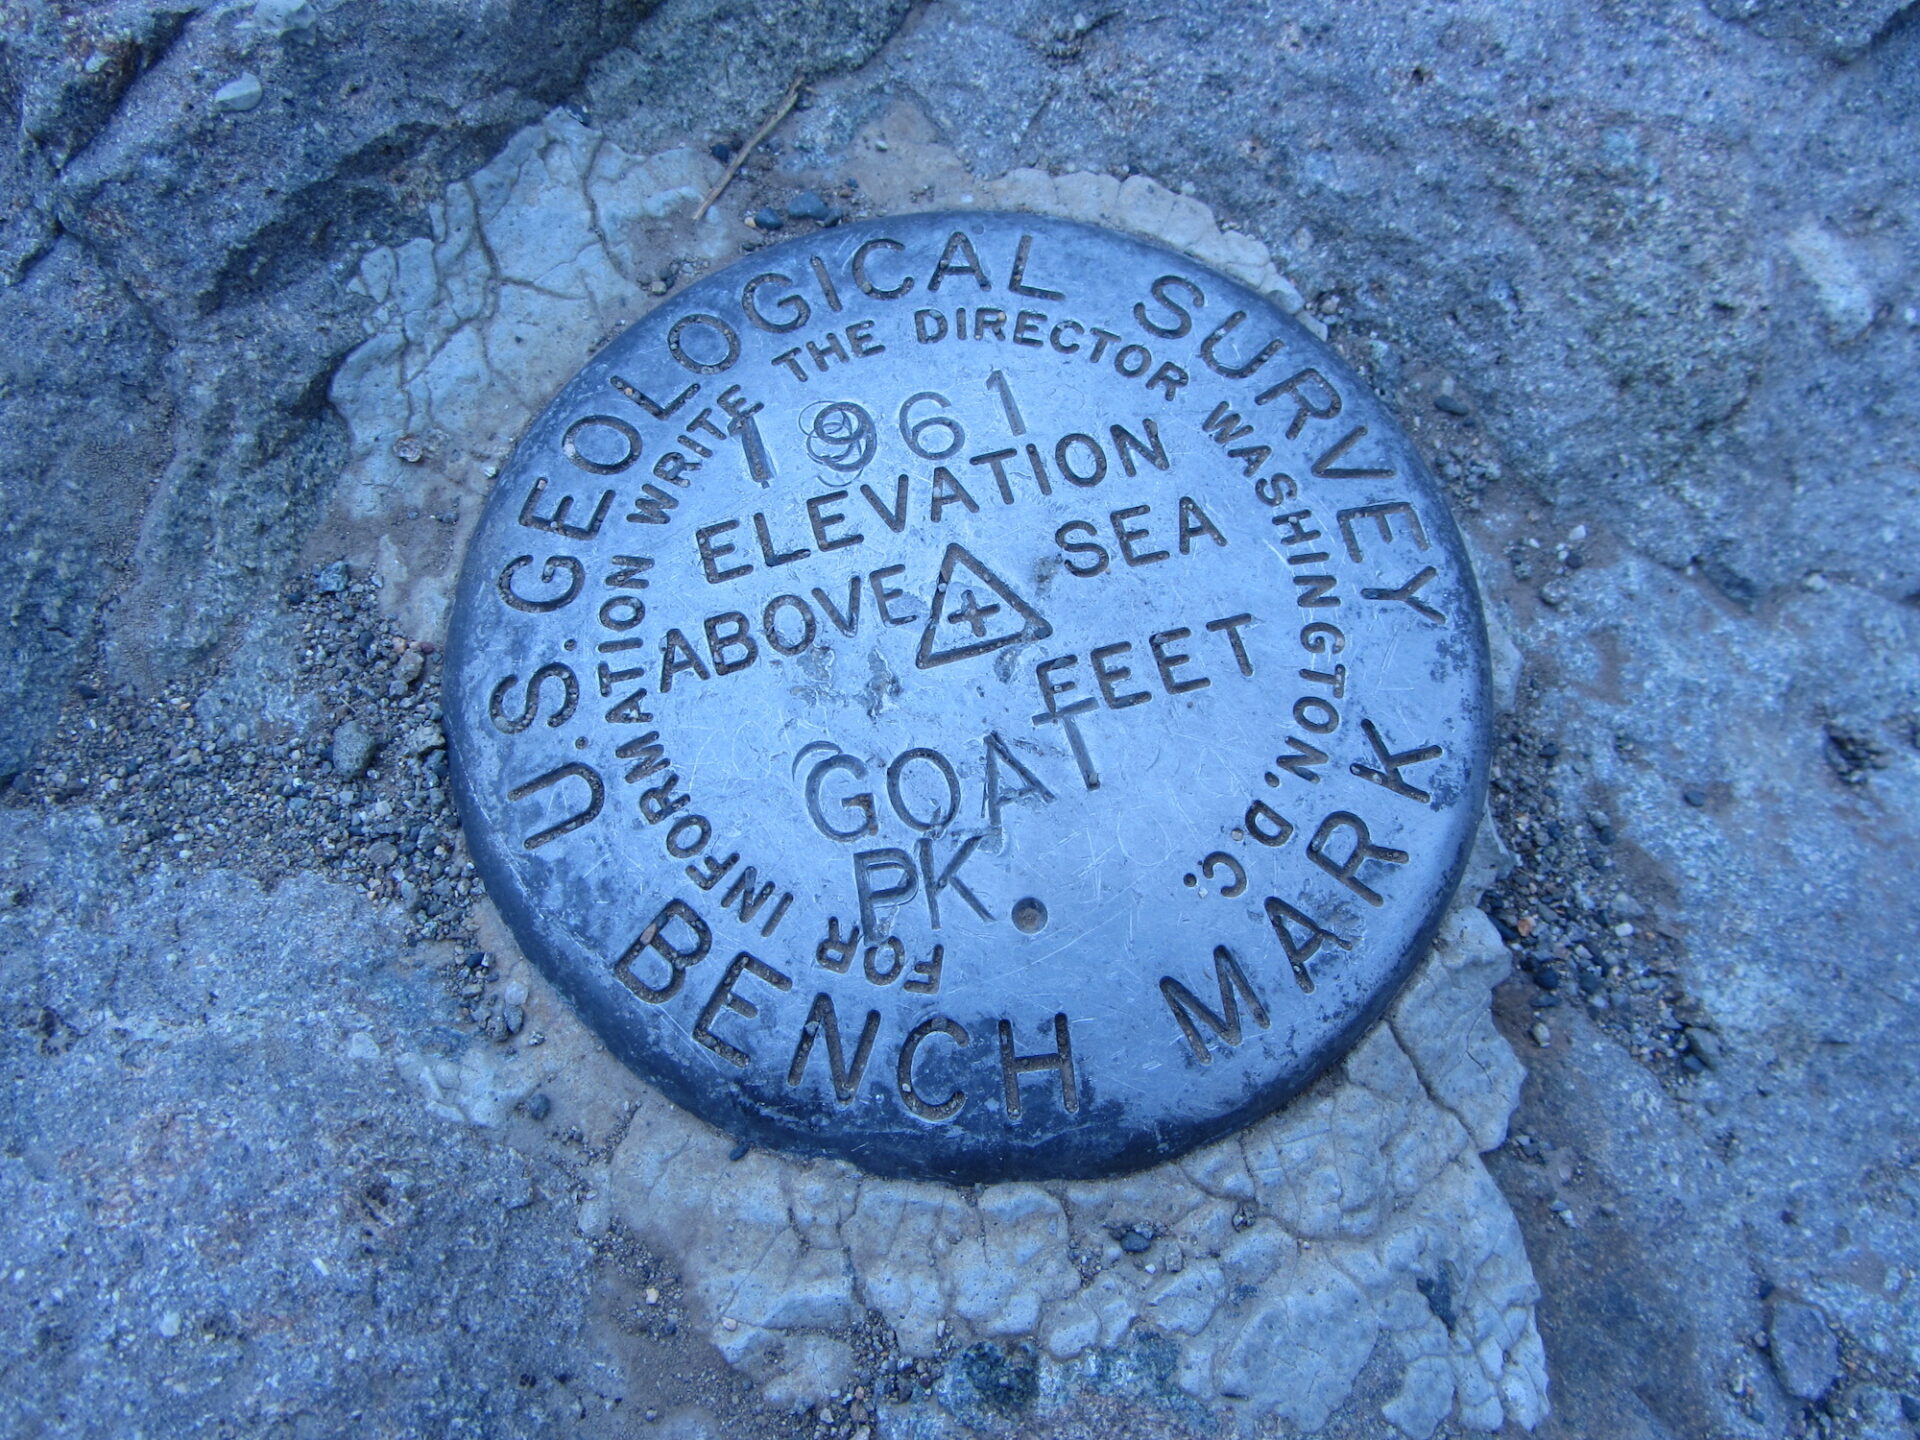 U.S. GEOLOGICAL SURVEY
BENCH MARK
FOR INFORMATION WRITE THE DIRECTOR WASHINGTON, D.C.
1961
ELEVATION
ABOVE SEA
FEET
GOAT
PK.